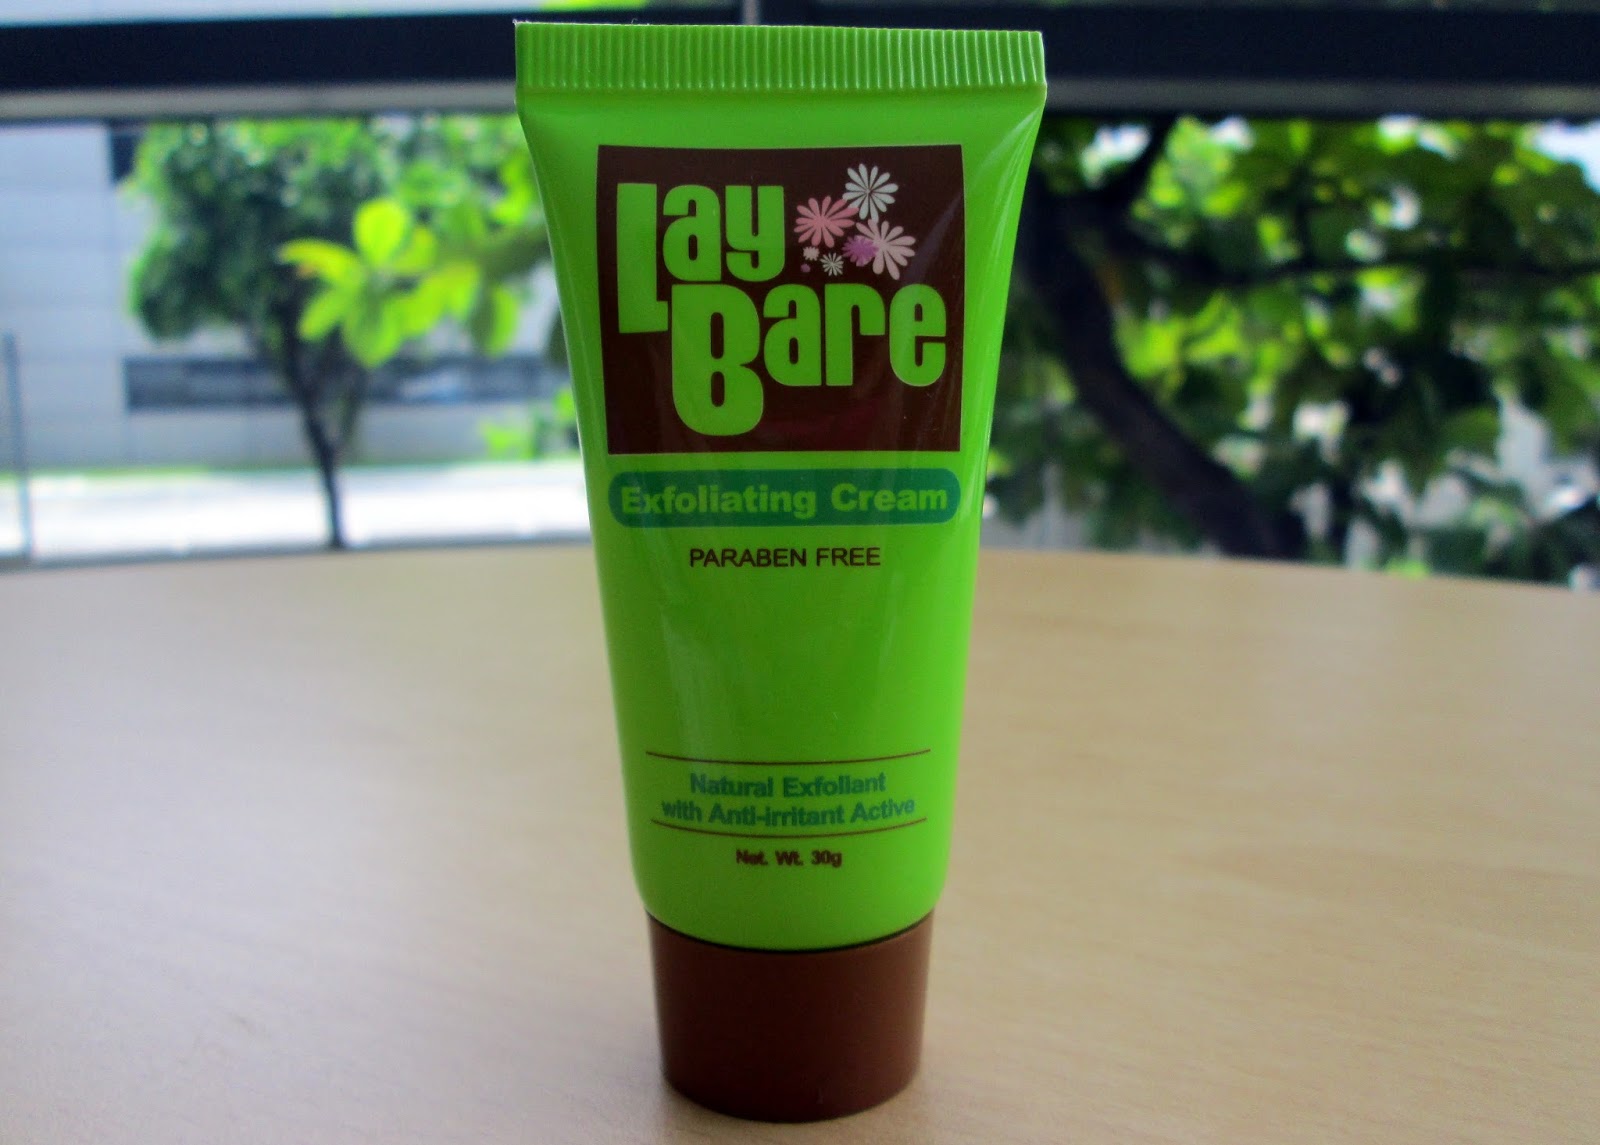 Lay
Bare
Exfoliating Cream
PARABEN FREE
Natural Exfoliant
with Anti-irritant Active
Net. Wt. 30g